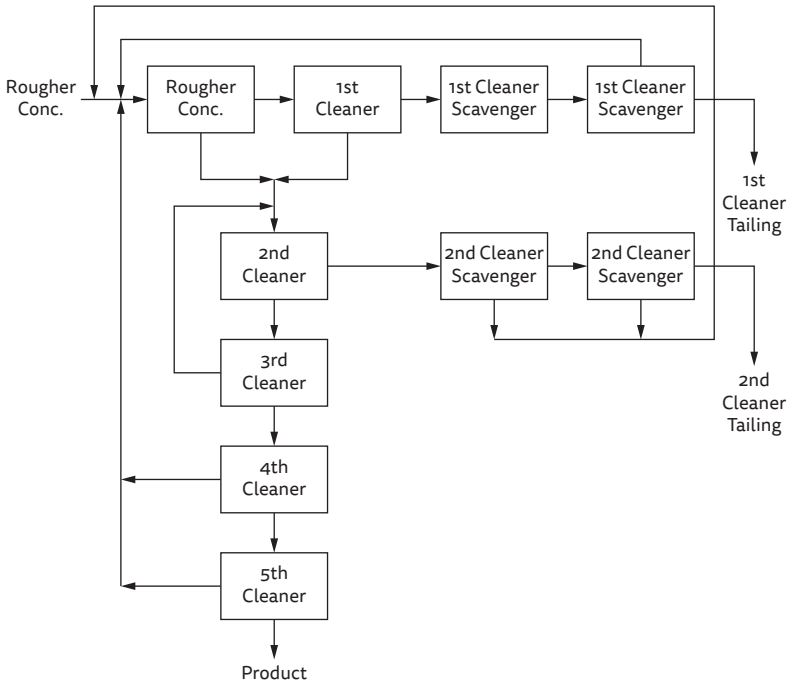 Rougher
Conc.
Rougher
Conc.
1st
Cleaner
1st Cleaner
Scavenger
1st Cleaner
Scavenger
1st
Cleaner
Tailing
2nd
Cleaner
2nd Cleaner
Scavenger
2nd Cleaner
Scavenger
2nd
Cleaner
Tailing
3rd
Cleaner
4th
Cleaner
5th
Cleaner
Product